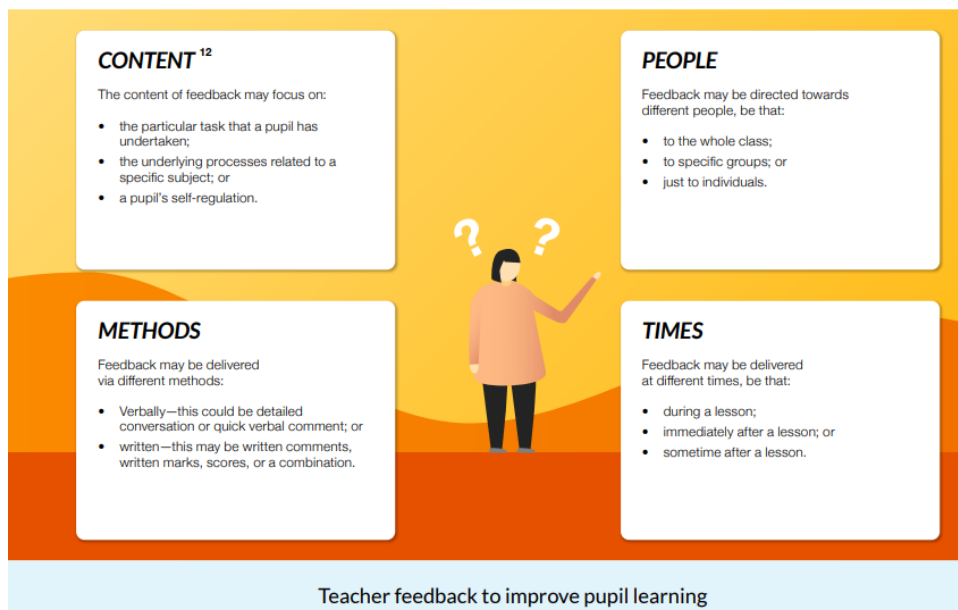 CONTENT 12
The content of feedback may focus on:
• the particular task that a pupil has
undertaken;
• the underlying processes related to a
specific subject; or
• a pupil's self-regulation.
PEOPLE
Feedback may be directed towards
different people, be that:
• to the whole class;
• to specific groups; or
• just to individuals.
? ?
METHODS
Feedback may be delivered
via different methods:
• Verbally—this could be detailed
conversation or quick verbal comment; or
• written—this may be written comments,
written marks, scores, or a combination.
TIMES
Feedback may be delivered
at different times, be that:
• during a lesson;
• immediately after a lesson; or
• sometime after a lesson.
Teacher feedback to improve pupil learning